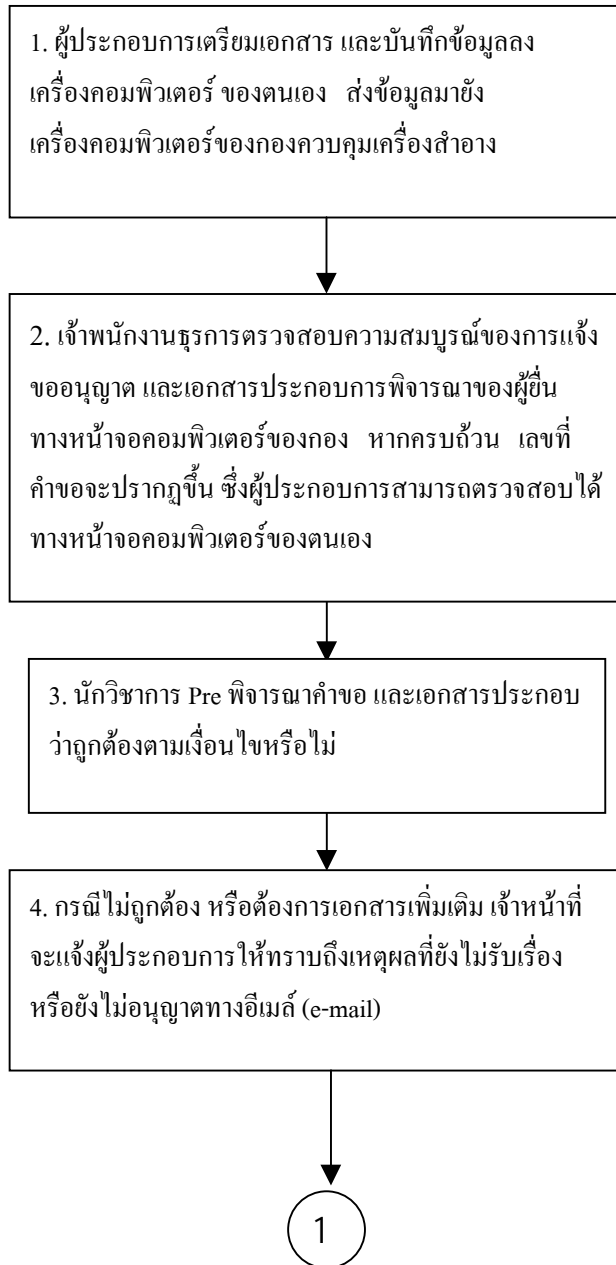 1. ผู้ประกอบการเตรียมเอกสาร และบันทึกข้อมูลลง
เครื่องคอมพิวเตอร์ ของตนเอง ส่งข้อมูลมายัง
เครื่องคอมพิวเตอร์ของกองควบคุมเครื่องสำอาง
2. เจ้าพนักงานธุรการตรวจสอบความสมบูรณ์ของการแจ้ง
ขออนุญาต และเอกสารประกอบการพิจารณาของผู้ยื่น
ทางหน้าจอคอมพิวเตอร์ของกอง หากครบถ้วน เลขที่
คำขอจะปรากฏขึ้น ซึ่งผู้ประกอบการสามารถตรวจสอบได้
ทางหน้าจอคอมพิวเตอร์ของตนเอง
3. นักวิชาการ Pre พิจารณาคำขอ และเอกสารประกอบ
ว่าถูกต้องตามเงื่อนไขหรือไม่
4. กรณีไม่ถูกต้อง หรือต้องการเอกสารเพิ่มเติม เจ้าหน้าที่
จะแจ้งผู้ประกอบการให้ทราบถึงเหตุผลที่ยังไม่รับเรื่อง
หรือยังไม่อนุญาตทางอีเมล์ (e-mail)
1